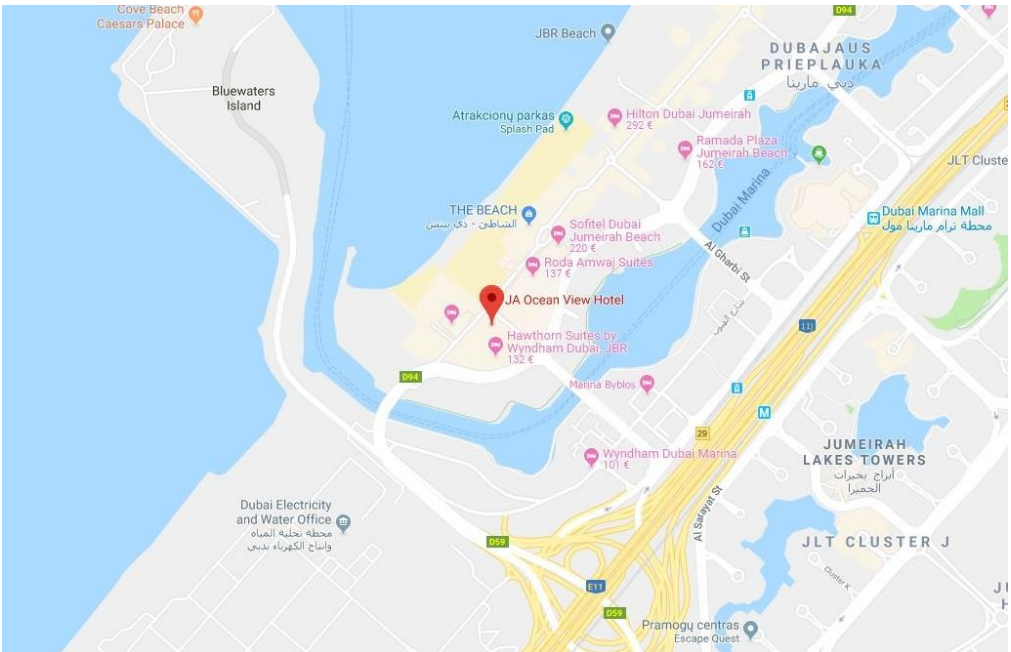 Cove Beach
Caesars Palace
D94
JBR Beach
DUBAJAUS
PRIEPLAUKA
دبي مارينا
Bluewaters
Island
Atrakcionų parkas
Splash Pad
Hilton Dubai Jumeirah
292 €
Ramada Plaza
Jumeirah Beach
162 €
JLT Cluste
Dubai Marina
THE BEACH
الشاطئ - دي بيتش
Dubai Marina Mall
محطة ترام مارينا مول
Sofitel Dubai
Jumeirah Beach
220 €
Al Gharbi St
Roda Amwaj Suites
137 €
JA Ocean View Hotel
11
Hawthorn Suites by
Wyndham Dubai, JBR
132 €
D94
Marina Byblos
M
29
Wyndham Dubai Marina
101 €
JUMEIRAH
LAKES TOWERS
أبراج بحيرات
الجميرا
Al Sarayat St
Dubai Electricity
and Water Office
محطة تحلية المياه
وانتاج الكهرباء بدبي
D59
JLT CLUSTER J
Cluster K
E11
D59
Pramogų centras
Escape Quest